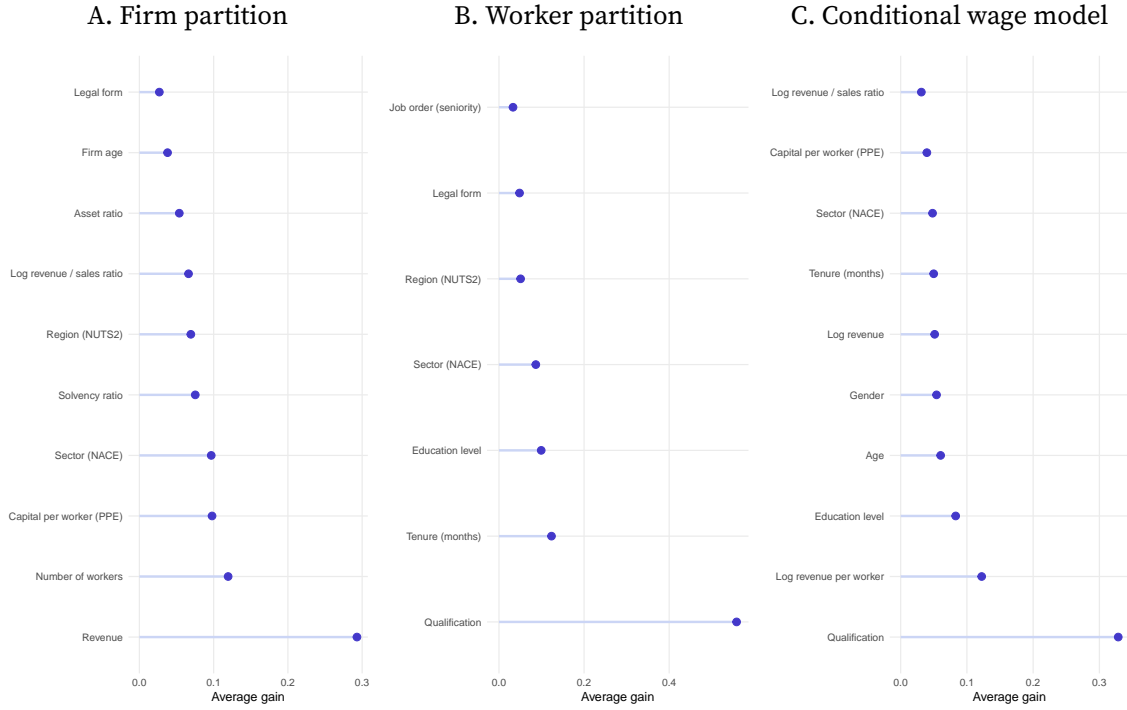 A. Firm partition
Legal form
Firm age
Asset ratio
Log revenue / sales ratio
Region (NUTS2)
Solvency ratio
Sector (NACE)
Capital per worker (PPE)
Number of workers
Revenue
0.0 0.1 0.2 0.3
Average gain
B. Worker partition
Job order (seniority)
Legal form
Region (NUTS2)
Sector (NACE)
Education level
Tenure (months)
Qualification
0.0 0.2 0.4
Average gain
C. Conditional wage model
Log revenue / sales ratio
Capital per worker (PPE)
Sector (NACE)
Tenure (months)
Log revenue
Gender
Age
Education level
Log revenue per worker
Qualification
0.0 0.1 0.2 0.3
Average gain